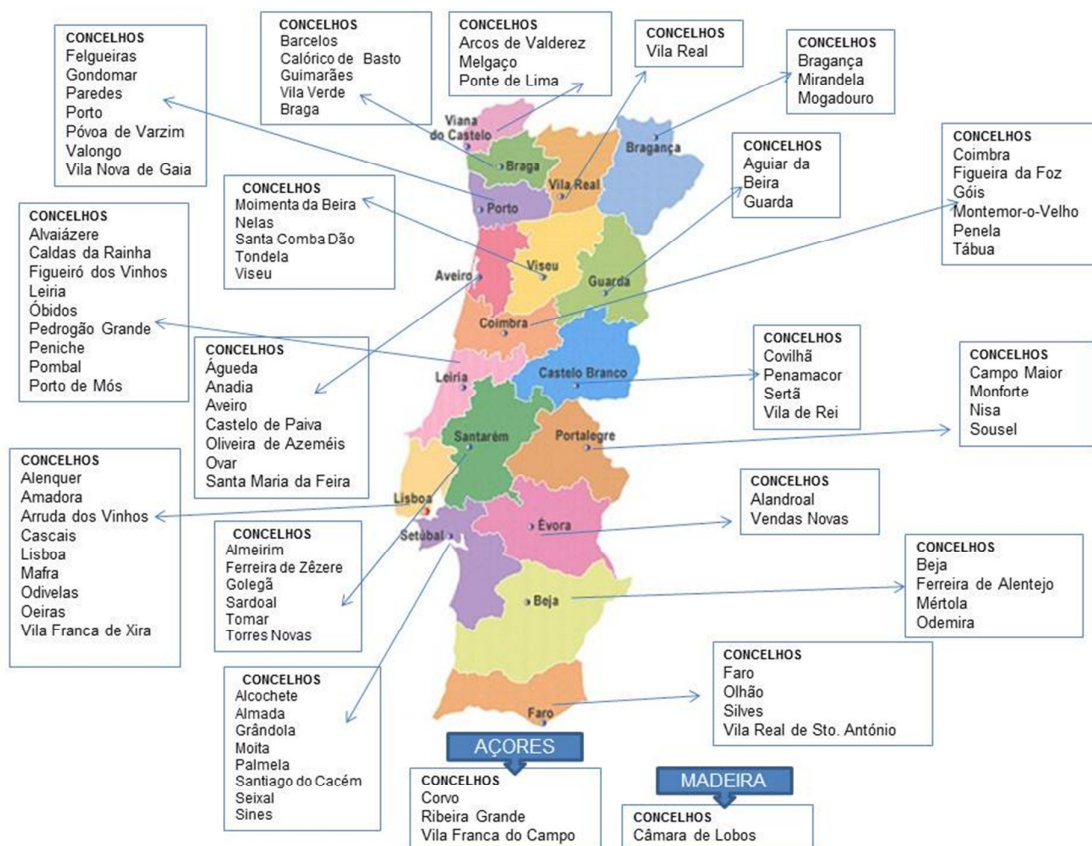 CONCELHOS
Felgueiras
Gondomar
Paredes
Porto
Póvoa de Varzim
Valongo
Vila Nova de Gaia
CONCELHOS
Barcelos
Calórico de Basto
Guimarães
Vila Verde
Braga
CONCELHOS
Arcos de Valderez
Melgaço
Ponte de Lima
CONCELHOS
Vila Real
CONCELHOS
Bragança
Mirandela
Mogadouro
CONCELHOS
Aguiar da
Beira
Guarda
CONCELHOS
Coimbra
Figueira da Foz
Góis
Montemor-o-Velho
Penela
Tábua
CONCELHOS
Moimenta da Beira
Nelas
Santa Comba Dão
Tondela
Viseu
CONCELHOS
Alvaiázere
Caldas da Rainha
Figueiró dos Vinhos
Leiria
Óbidos
Pedrogão Grande
Peniche
Pombal
Porto de Mós
CONCELHOS
Águeda
Anadia
Aveiro
Castelo de Paiva
Oliveira de Azeméis
Ovar
Santa Maria da Feira
CONCELHOS
Covilhã
Penamacor
Sertã
Vila de Rei
CONCELHOS
Campo Maior
Monforte
Nisa
Sousel
CONCELHOS
Alenquer
Amadora
Arruda dos Vinhos
Cascais
Lisboa
Mafra
Odivelas
Oeiras
Vila Franca de Xira
CONCELHOS
Almeirim
Ferreira de Zêzere
Golegã
Sardoal
Tomar
Torres Novas
CONCELHOS
Alandroal
Vendas Novas
CONCELHOS
Beja
Ferreira de Alentejo
Mértola
Odemira
CONCELHOS
Alcochete
Almada
Grândola
Moita
Palmela
Santiago do Cacém
Seixal
Sines
CONCELHOS
Faro
Olhão
Silves
Vila Real de Sto. António
Viana
do Castelo
Braga
Vila Real
Bragança
Porto
Aveiro
Viseu
Guarda
Coimbra
Leiria
Castelo Branco
Santarém
Portalegre
Lisboa
Setúbal
Évora
Beja
Faro
AÇORES
CONCELHOS
Corvo
Ribeira Grande
Vila Franca do Campo
MADEIRA
CONCELHOS
Câmara de Lobos